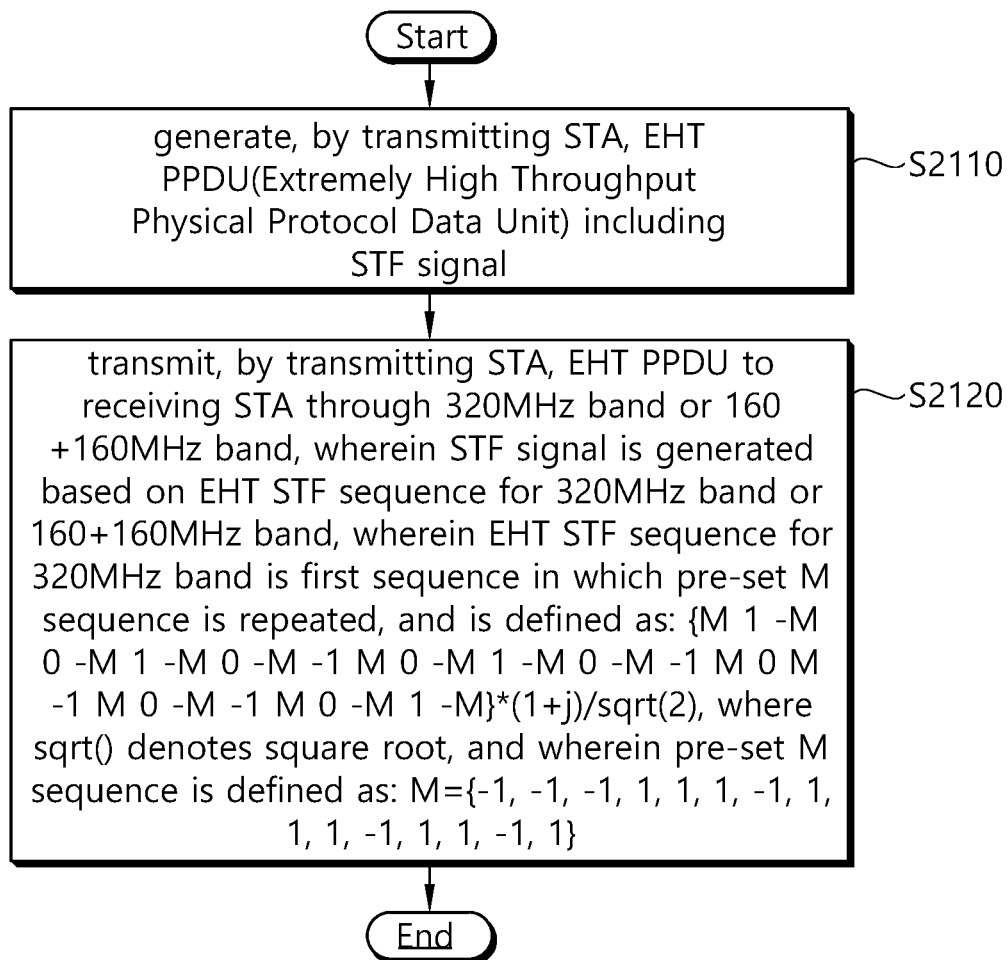 Start
generate, by transmitting STA, EHT
PPDU(Extremely High Throughput
Physical Protocol Data Unit) including
STF signal
S2110
transmit, by transmitting STA, EHT PPDU to
receiving STA through 320MHz band or 160
+160MHz band, wherein STF signal is generated
based on EHT STF sequence for 320MHz band or
160+160MHz band, wherein EHT STF sequence for
320MHz band is first sequence in which pre-set M
sequence is repeated, and is defined as: {M 1 -M
0 -M 1 -M 0 -M -1 M 0 -M 1 -M 0 -M -1 M 0 M
-1 M 0 -M -1 M 0 -M 1 -M}*(1+j)/sqrt(2), where
sqrt() denotes square root, and wherein pre-set M
sequence is defined as: M={-1, -1, -1, 1, 1, 1, -1, 1,
1, 1, -1, 1, 1, -1, 1}
S2120
End